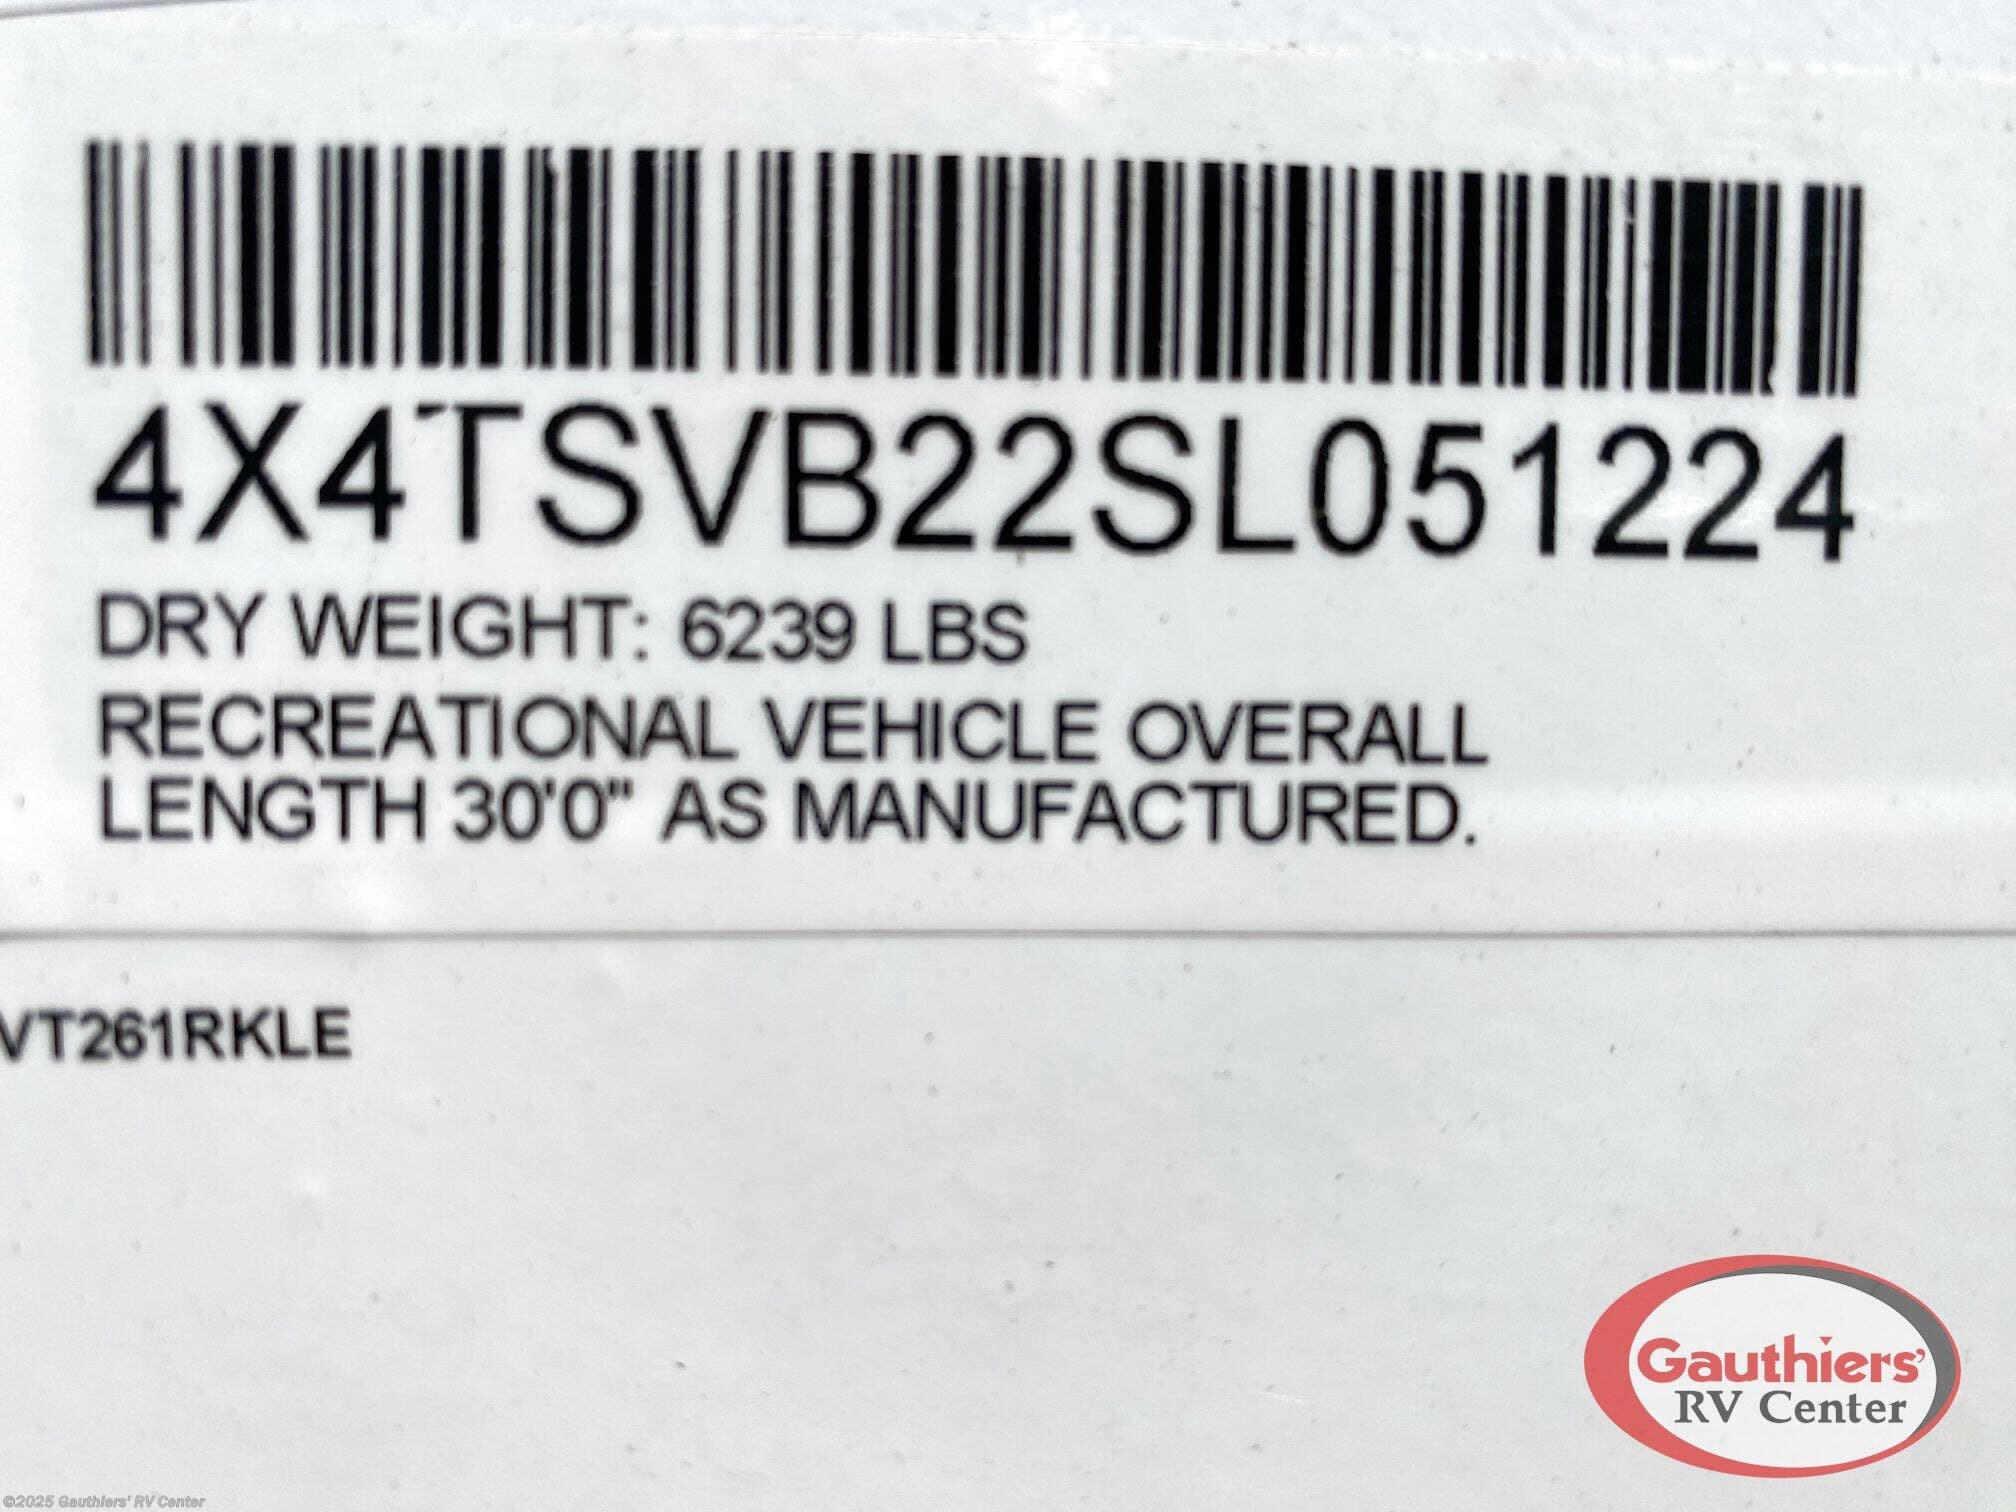 4X4TSVB22SL051224
DRY WEIGHT: 6239 LBS
RECREATIONAL VEHICLE OVERALL
LENGTH 30'0" AS MANUFACTURED.
VT261RKLE
Gauthiers'
RV Center
©2025 Gauthiers' RV Center